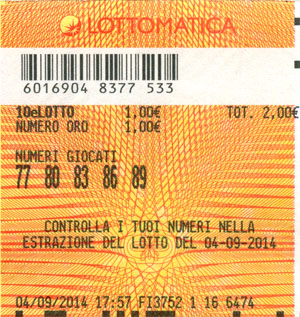 LOTTOMATICA
6016904 8377 533
10eLOTTO 1,00€ TOT. 2,00€
NUMERO ORO 1,00€
NUMERI GIOCATI
77 80 83 86 89
CONTROLLA I TUOI NUMERI NELLA
ESTRAZIONE DEL LOTTO DEL 04-09-2014
04/09/2014 17:57 FI3752 1 16 6474